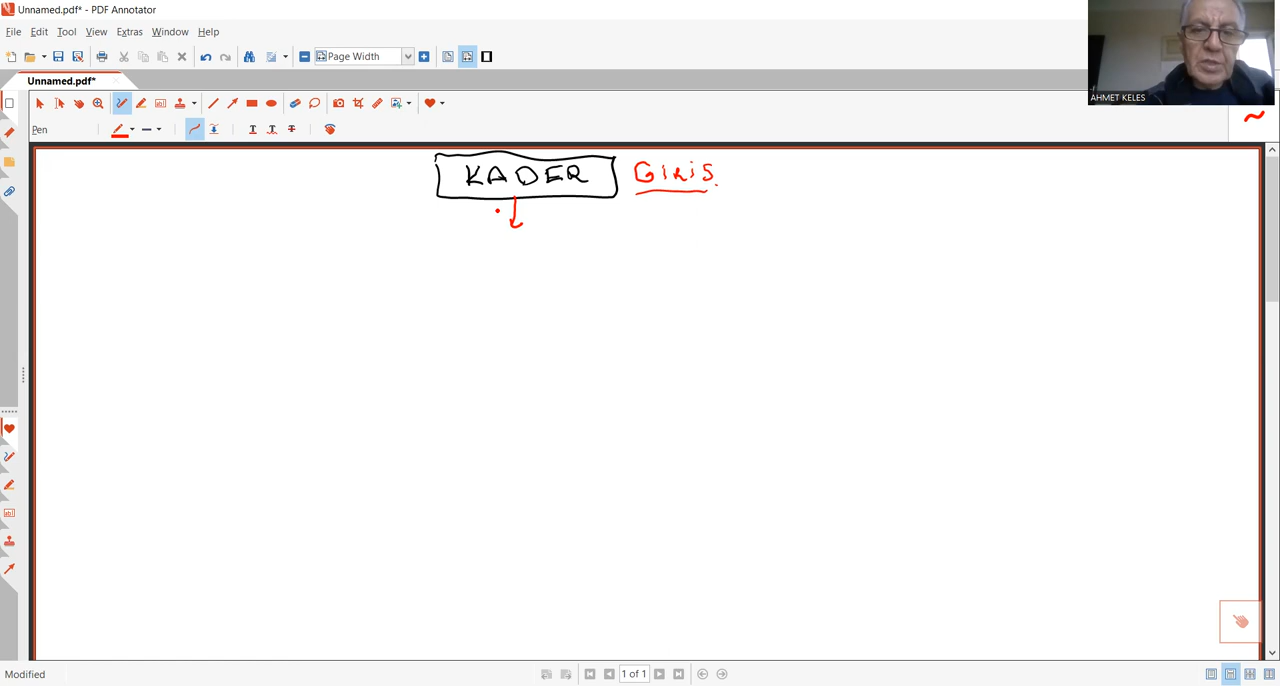 Unnamed.pdf* - PDF Annotator
AHMET KELES
File Edit Tool View Extras Window Help
Page Width
Unnamed.pdf*
Pen
KADER GIRiS
1 of 1
Modified